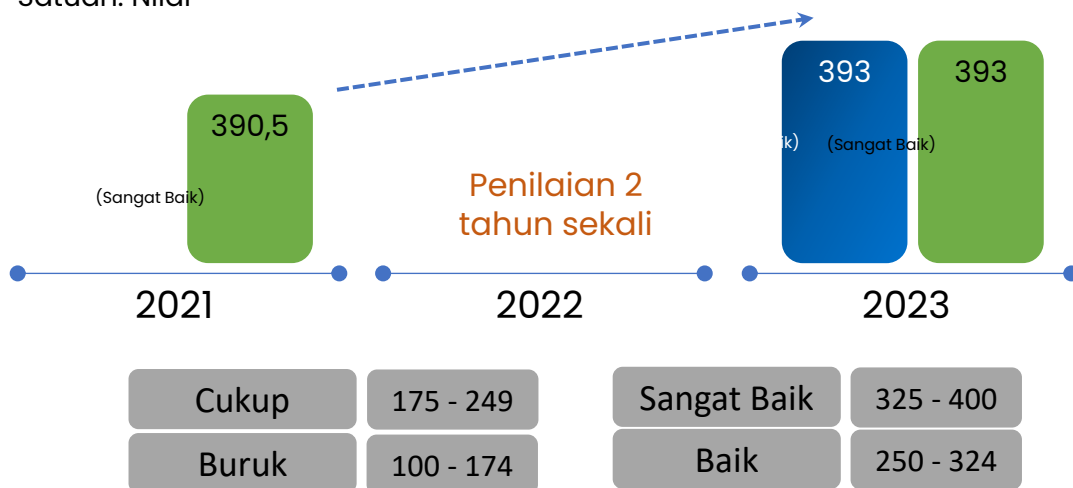 390,5
(Sangat Baik)
Penilaian 2
tahun sekali
393
393
(Sangat Baik)
2021
2022
2023
Cukup
175 - 249
Buruk
100 - 174
Sangat Baik
325 - 400
Baik
250 - 324